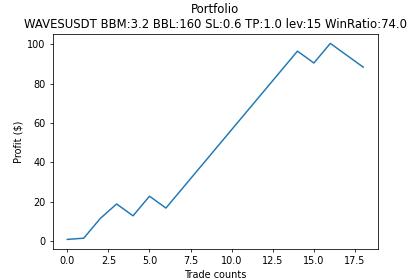 Portfolio
WAVESUSDT BBM:3.2 BBL:160 SL:0.6 TP:1.0 lev:15 WinRatio:74.0
100
80
60
40
20
0
Profit ($)
0.0 2.5 5.0 7.5 10.0 12.5 15.0 17.5
Trade counts